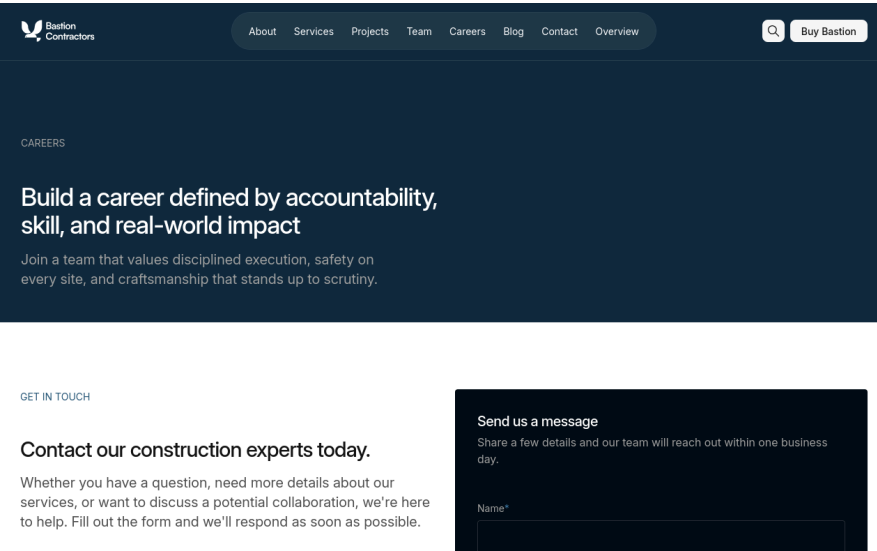 Bastion
Contractors
About Services Projects Team Careers Blog Contact Overview
Buy Bastion
CAREERS
Build a career defined by accountability,
skill, and real-world impact
Join a team that values disciplined execution, safety on
every site, and craftsmanship that stands up to scrutiny.
GET IN TOUCH
Contact our construction experts today.
Whether you have a question, need more details about our
services, or want to discuss a potential collaboration, we're here
to help. Fill out the form and we'll respond as soon as possible.
Send us a message
Share a few details and our team will reach out within one business
day.
Name*